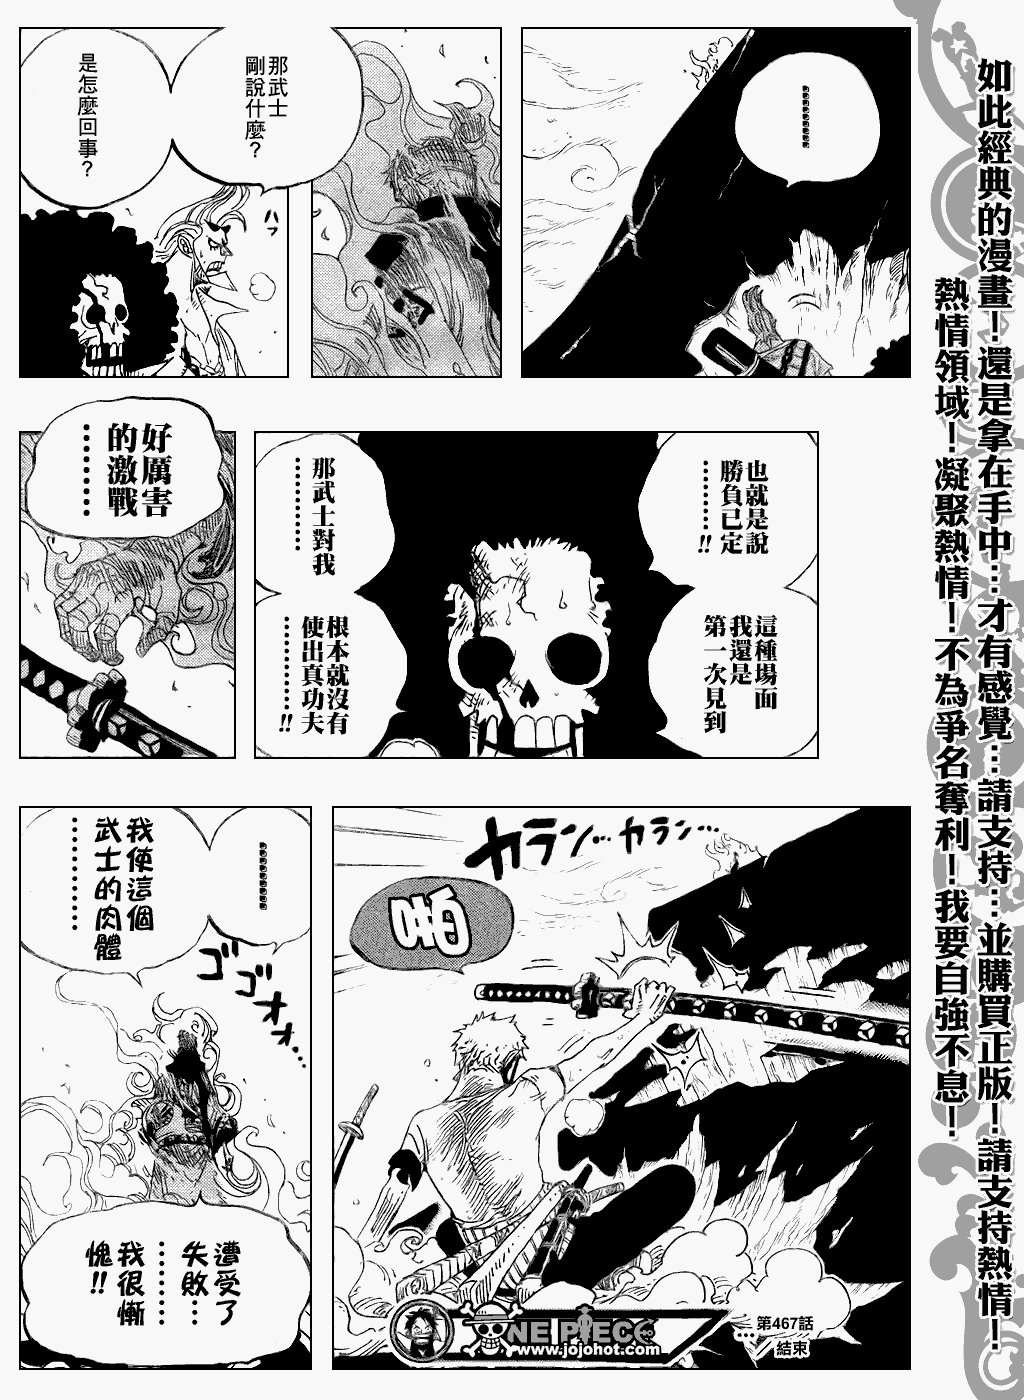 如此經典的漫畫！還是拿在手中…才有感覺…請支持…並購買正版！請支持熱情！
熱情領域！凝聚熱情！不為爭名奪利！我要自強不息！
…………
那武士
剛說什麼？
是怎麼回事？
ハァ
也就是說
勝負已定
………!!
這種場面
我還是
第一次見到
那武士對我
…………
根本就沒有
使出真功夫
…………!!
好厲害
的激戰
…………
カラン…カラン…
啪
第467話
…／結束
ONE PIECE
www.jojohot.com
…………
我使這個
武士的肉體
…………
ゴゴゴオオ…
遭受了
失敗…
……
我很慚
愧!!